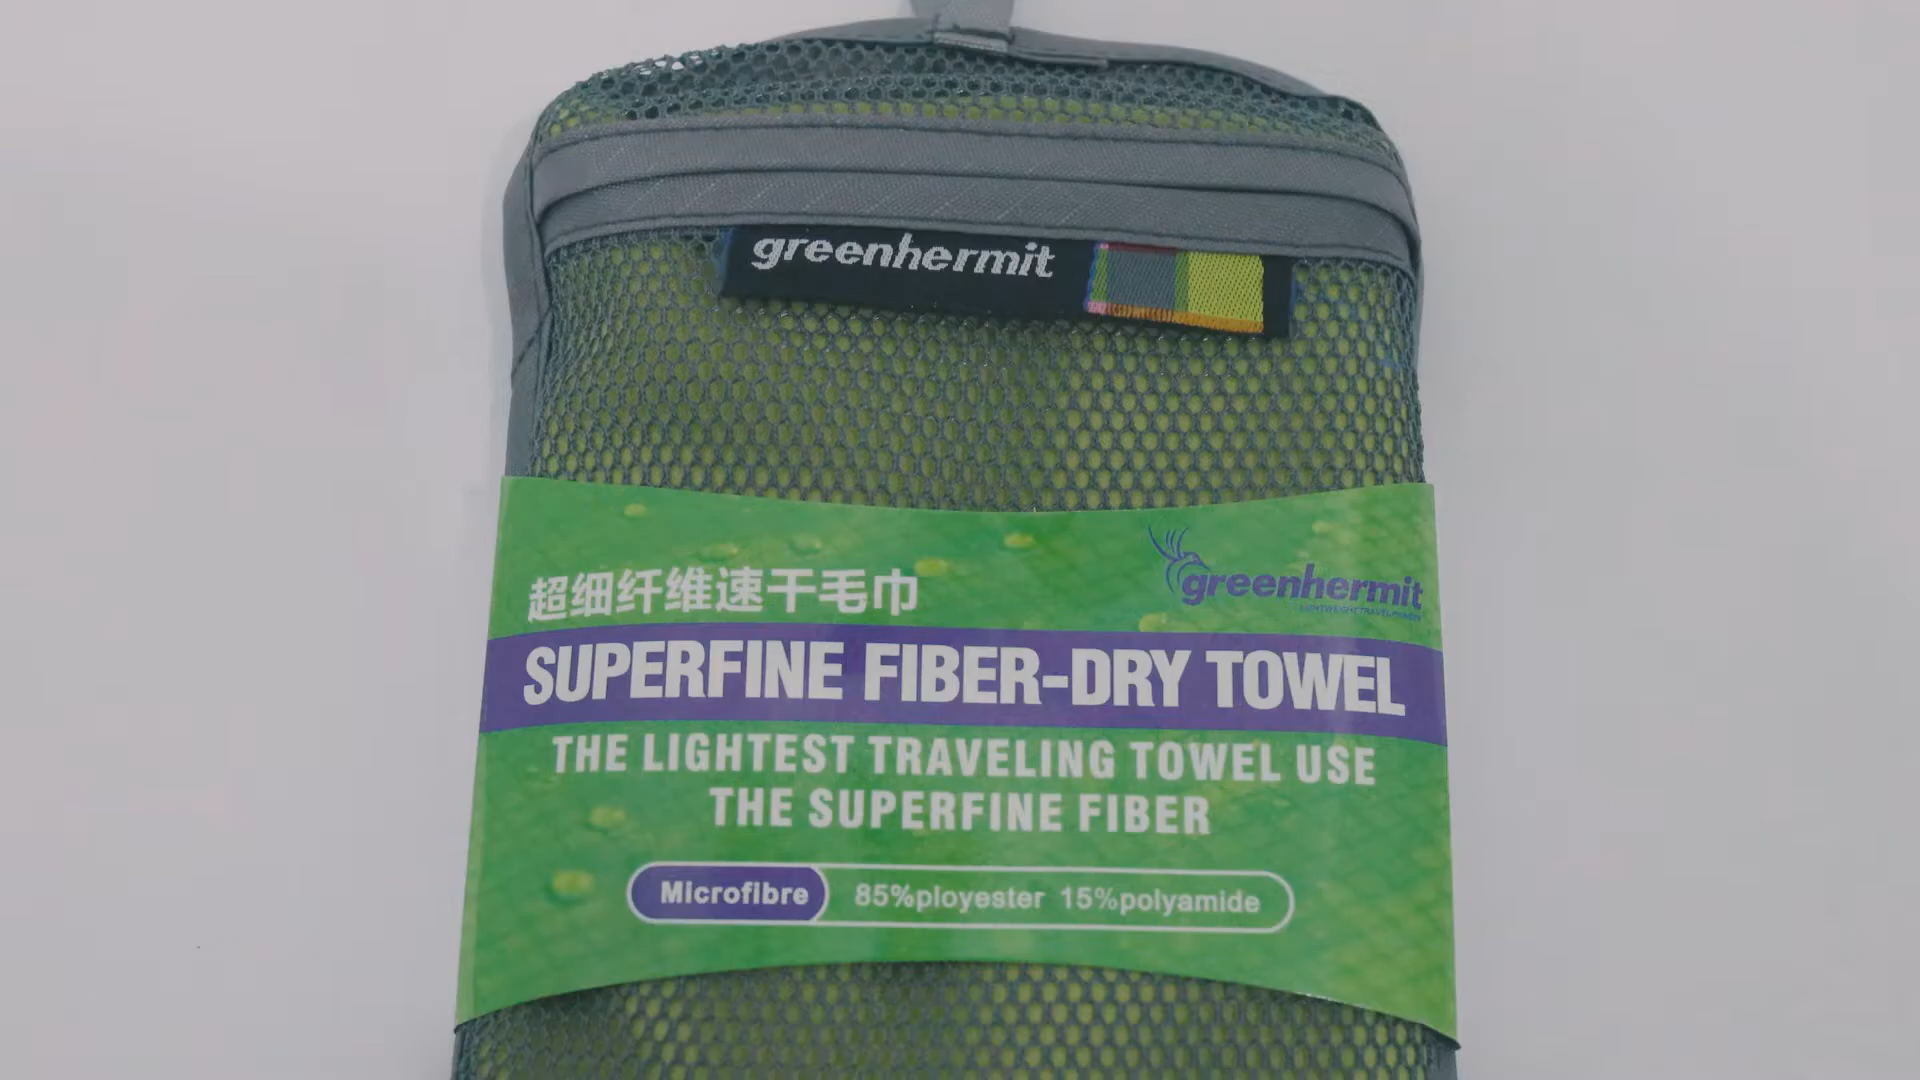 greenhermit
超细纤维速干毛巾
greenhermit
SUPERFINE FIBER-DRY TOWEL
THE LIGHTEST TRAVELING TOWEL USE
THE SUPERFINE FIBER
Microfibre 85%ployester 15%polyamide